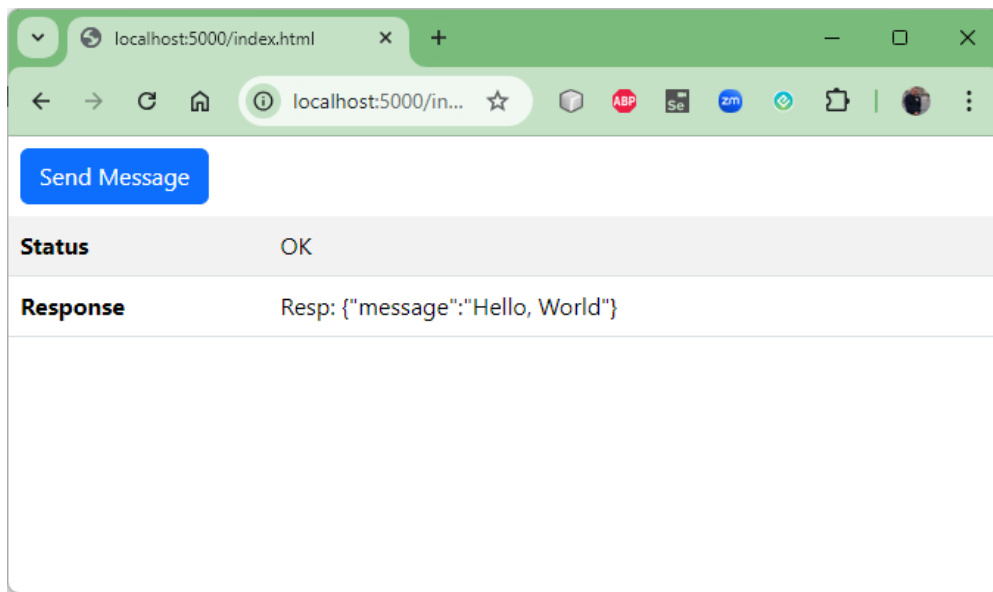 localhost:5000/index.html
localhost:5000/in...
ABP
Se
zm
Send Message
Status OK
Response Resp: {"message":"Hello, World"}